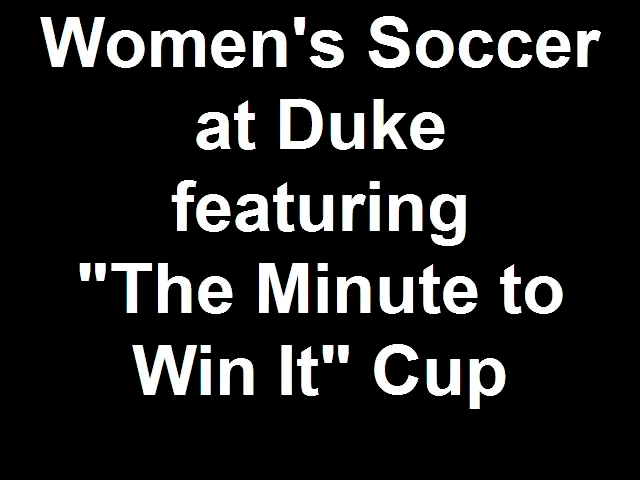 Women's Soccer
at Duke
featuring
"The Minute to
Win It" Cup